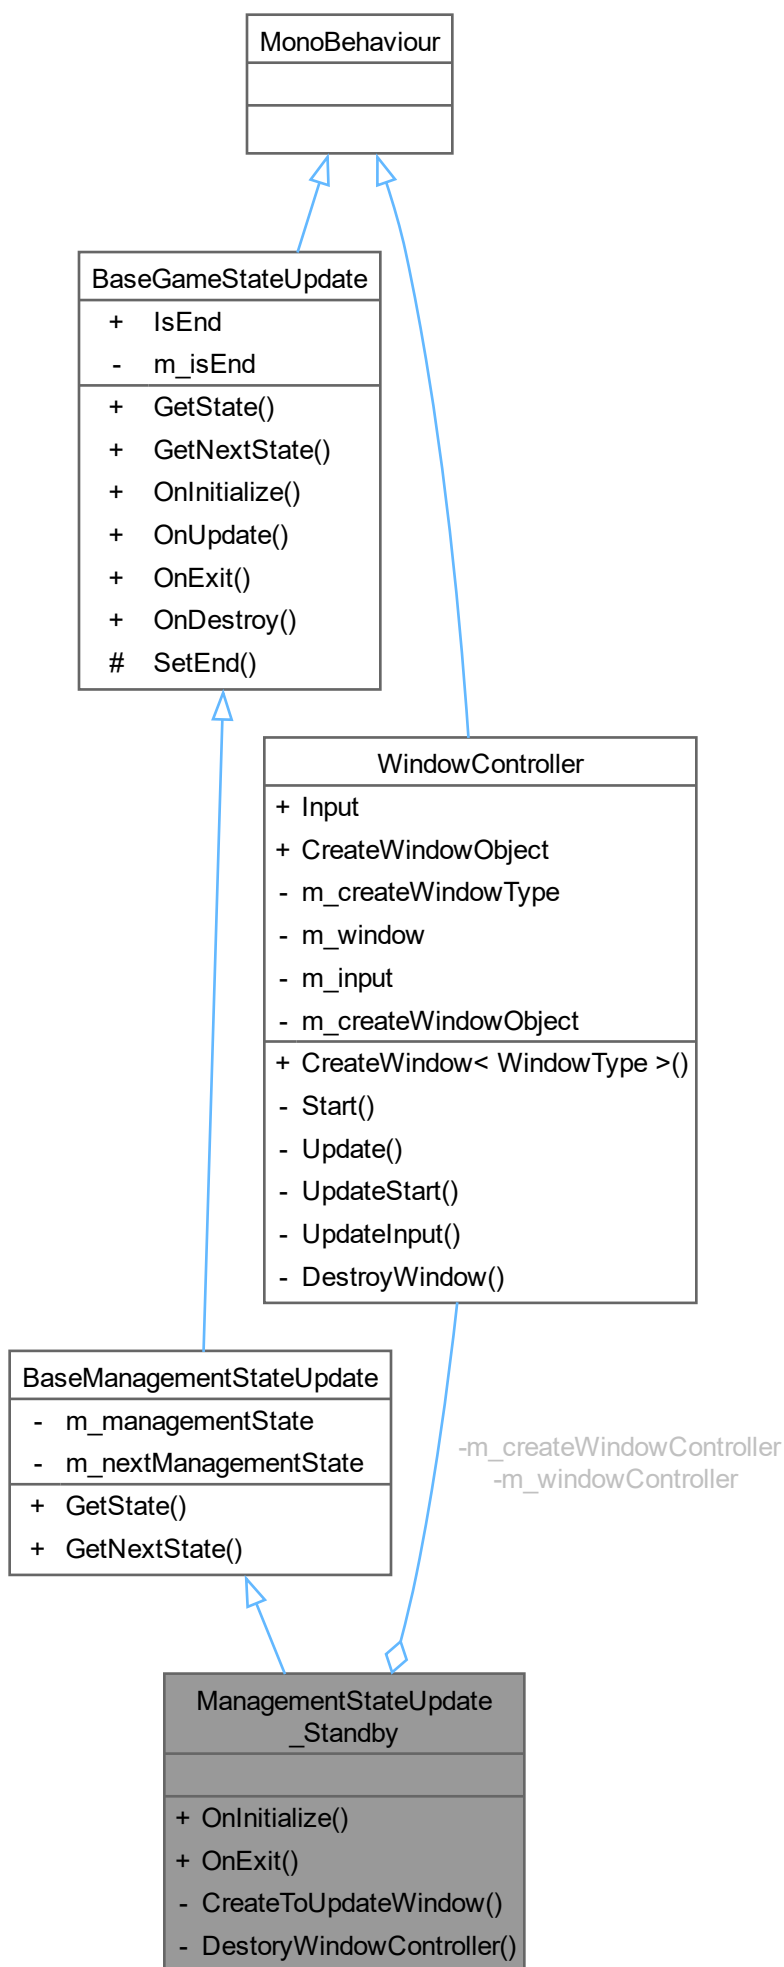 MonoBehaviour
BaseGameStateUpdate
+ IsEnd
- m_isEnd
+ GetState()
+ GetNextState()
+ OnInitialize()
+ OnUpdate()
+ OnExit()
+ OnDestroy()
# SetEnd()
WindowController
+ Input
+ CreateWindowObject
- m_createWindowType
- m_window
- m_input
- m_createWindowObject
+ CreateWindow< WindowType >()
- Start()
- Update()
- UpdateStart()
- UpdateInput()
- DestroyWindow()
BaseManagementStateUpdate
- m_managementState
- m_nextManagementState
+ GetState()
+ GetNextState()
-m_createWindowController
-m_windowController
ManagementStateUpdate
_Standby
+ OnInitialize()
+ OnExit()
- CreateToUpdateWindow()
- DestoryWindowController()